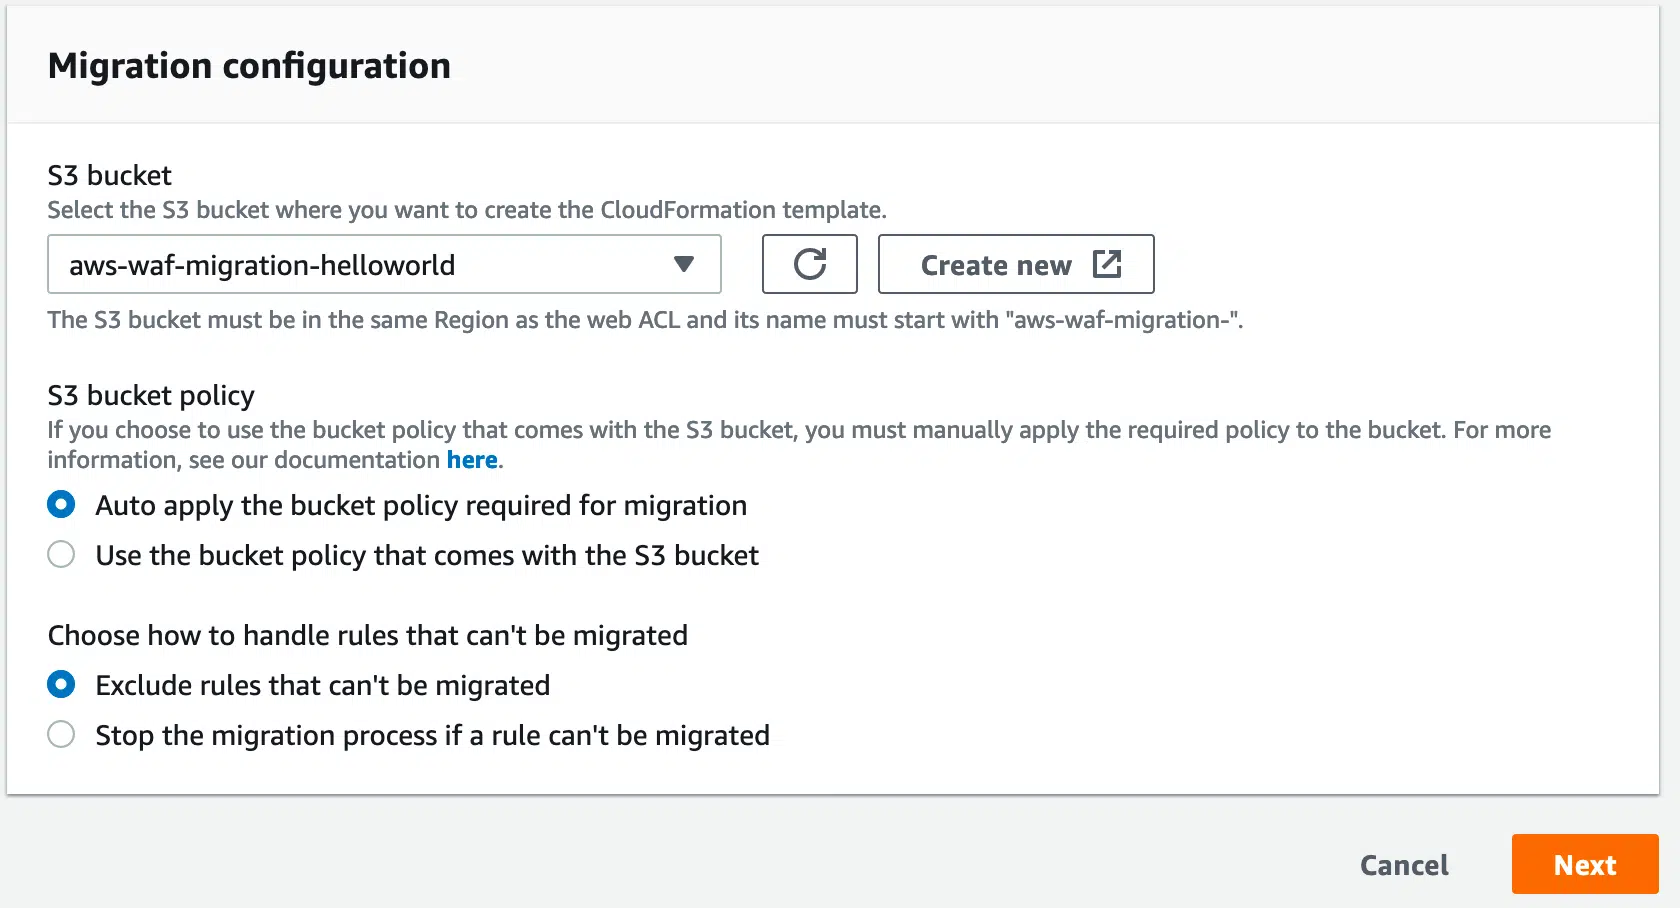 Migration configuration
S3 bucket
Select the S3 bucket where you want to create the CloudFormation template.
aws-waf-migration-helloworld
Create new
The S3 bucket must be in the same Region as the web ACL and its name must start with "aws-waf-migration-".
S3 bucket policy
If you choose to use the bucket policy that comes with the S3 bucket, you must manually apply the required policy to the bucket. For more
information, see our documentation here.
Auto apply the bucket policy required for migration
Use the bucket policy that comes with the S3 bucket
Choose how to handle rules that can't be migrated
Exclude rules that can't be migrated
Stop the migration process if a rule can't be migrated
Cancel
Next